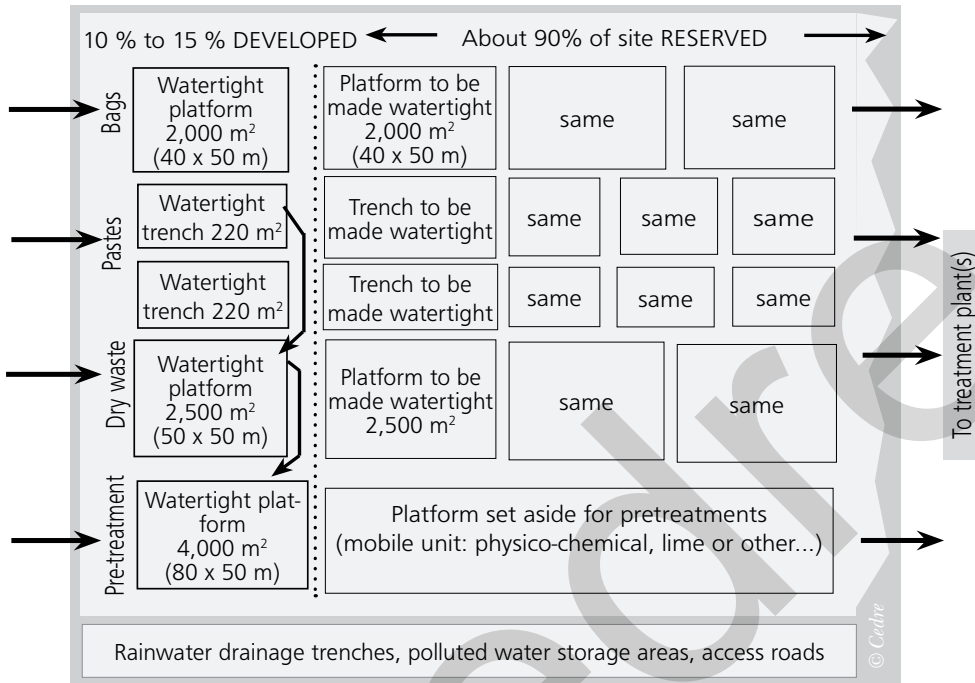 10 % to 15 % DEVELOPED
About 90% of site RESERVED
Bags
Watertight
platform
2,000 m²
(40 x 50 m)
Platform to be
made watertight
2,000 m²
(40 x 50 m)
same
same
Pastes
Watertight
trench 220 m²
Trench to be
made watertight
same
same
same
Watertight
trench 220 m²
Trench to be
made watertight
same
same
same
Dry waste
Watertight
platform
2,500 m²
(50 x 50 m)
Platform to be
made watertight
2,500 m²
same
same
Pre-treatment
Watertight plat-
form
4,000 m²
(80 x 50 m)
Platform set aside for pretreatments
(mobile unit: physico-chemical, lime or other...)
To treatment plant(s)
Rainwater drainage trenches, polluted water storage areas, access roads
© Cedre
cedre